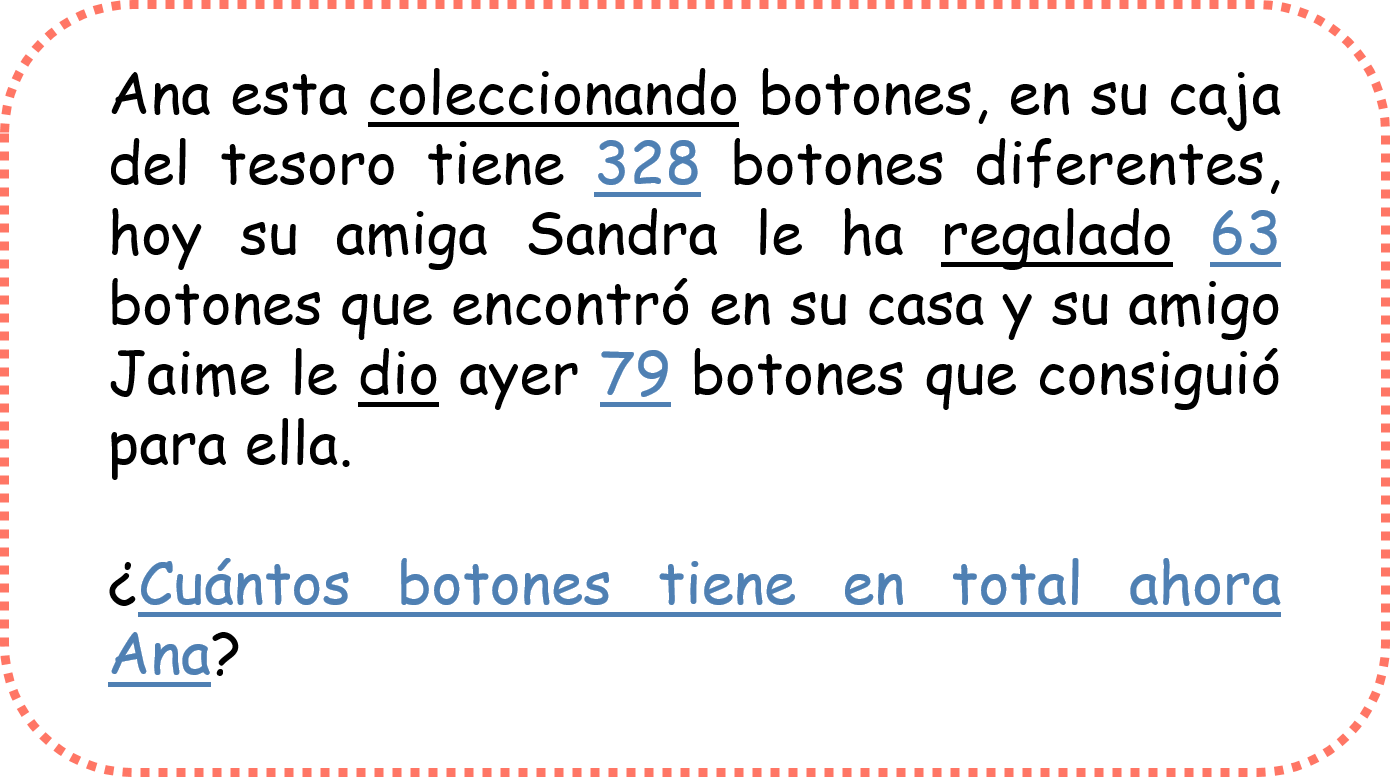 Ana esta coleccionando botones, en su caja
del tesoro tiene 328 botones diferentes,
hoy su amiga Sandra le ha regalado 63
botones que encontró en su casa y su amigo
Jaime le dio ayer 79 botones que consiguió
para ella.
¿Cuántos botones tiene en total ahora
Ana?